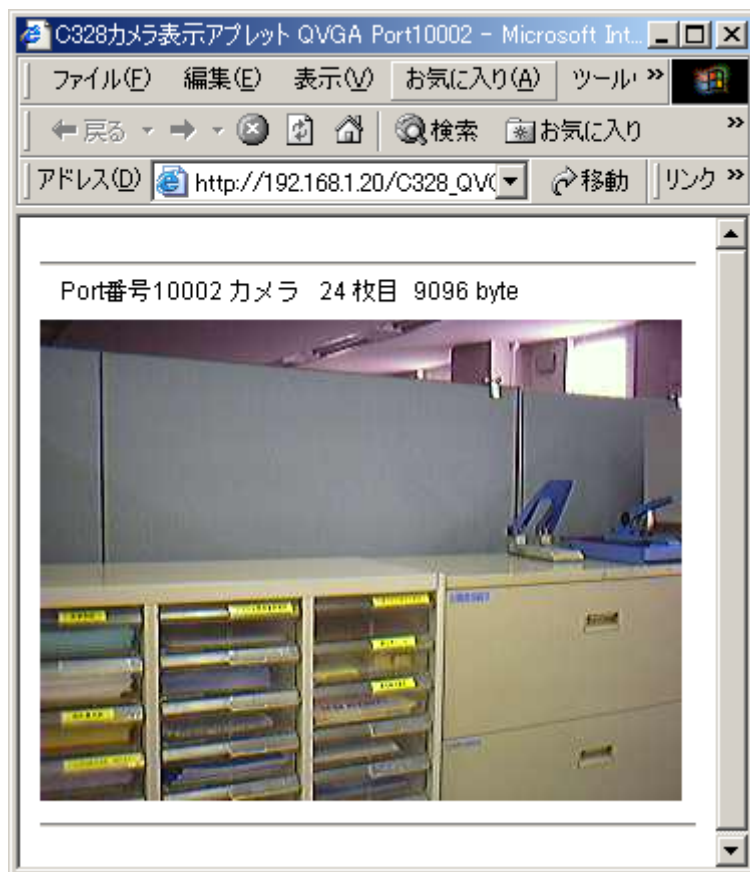 C328カメラ表示アプレット QVGA Port10002 - Microsoft Int...
ファイル(F) 編集(E) 表示(V) お気に入り(A) ツール »
戻る 検索 お気に入り »
アドレス(D) http://192.168.1.20/C328_QV 移動 リンク »
Port番号10002 カメラ 24 枚目 9096 byte